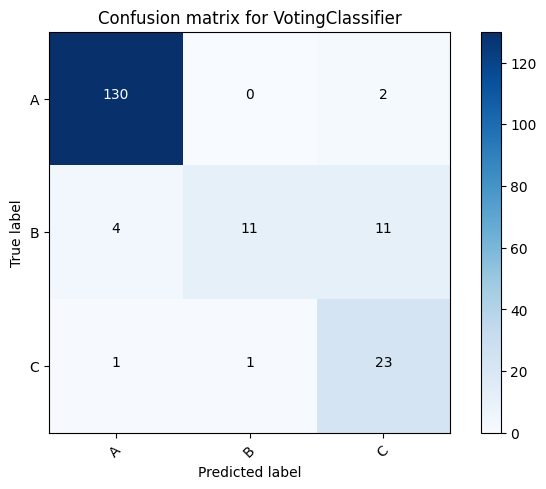 Confusion matrix for VotingClassifier
A 130 0 2
B 4 11 11
C 1 1 23
A B C
True label
Predicted label
120
100
80
60
40
20
0